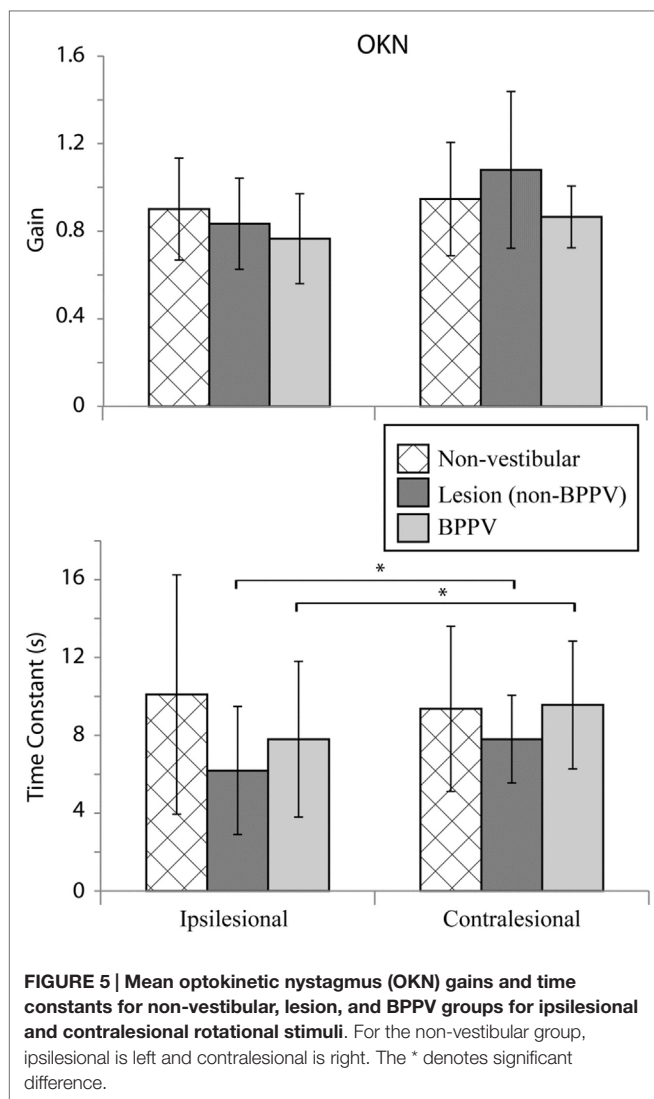 OKN
1.6
1.2
0.8
0.4
0
Gain
Non-vestibular
Lesion (non-BPPV)
BPPV
16
12
8
4
0
Time Constant (s)
*
*
Ipsilesional
Contralesional
FIGURE 5 | Mean optokinetic nystagmus (OKN) gains and time
constants for non-vestibular, lesion, and BPPV groups for ipsilesional
and contralesional rotational stimuli. For the non-vestibular group,
ipsilesional is left and contralesional is right. The * denotes significant
difference.